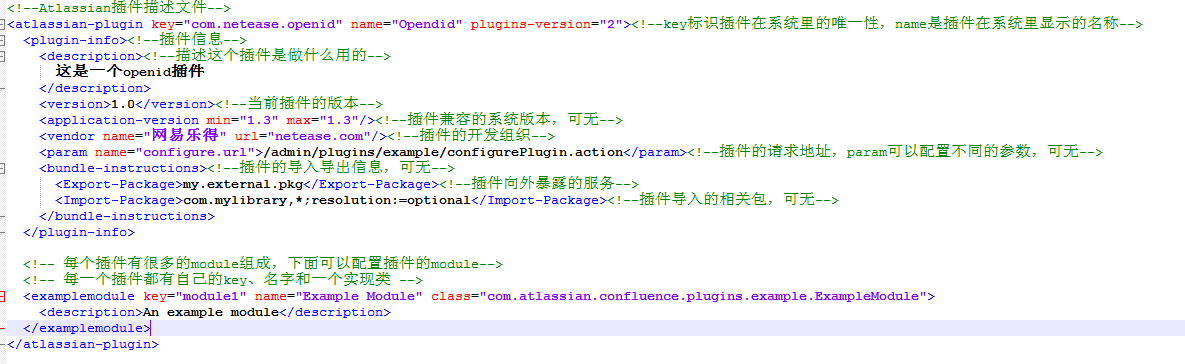 <!--Atlassian插件描述文件-->
<atlassian-plugin key="com.netease.openid" name="Opendid" plugins-version="2"><!--key标识插件在系统里的唯一性，name是插件在系统里显示的名称-->
<plugin-info><!--插件信息-->
<description><!--描述这个插件是做什么用的-->
这是一个openid插件
</description>
<version>1.0</version><!--当前插件的版本-->
<application-version min="1.3" max="1.3"/><!--插件兼容的系统版本，可无-->
<vendor name="网易乐得" url="netease.com"/><!--插件的开发组织-->
<param name="configure.url">/admin/plugins/example/configurePlugin.action</param><!--插件的请求地址，param可以配置不同的参数，可无-->
<bundle-instructions><!--插件的导入导出信息，可无-->
<Export-Package>my.external.pkg</Export-Package><!--插件向外暴露的服务-->
<Import-Package>com.mylibrary,*;resolution:=optional</Import-Package><!--插件导入的相关包，可无-->
</bundle-instructions>
</plugin-info>
<!-- 每个插件有很多的module组成，下面可以配置插件的module-->
<!-- 每一个插件都有自己的key、名字和一个实现类 -->
<examplemodule key="module1" name="Example Module" class="com.atlassian.confluence.plugins.example.ExampleModule">
<description>An example module</description>
</examplemodule>
</atlassian-plugin>